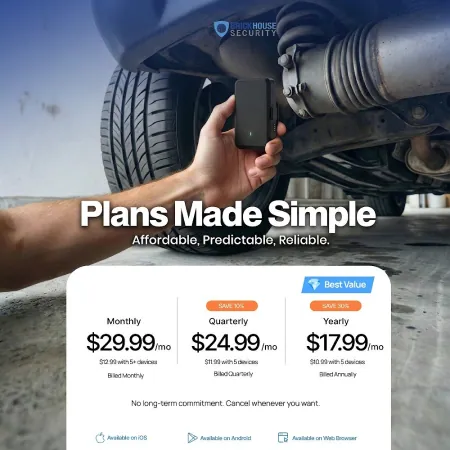 BRICKHOUSE
SECURITY
Plans Made Simple
Affordable, Predictable, Reliable.
Best Value
SAVE 10%
SAVE 30%
Monthly
Quarterly
Yearly
$29.99/mo
$24.99/mo
$17.99/mo
$12.99 with 5+ devices
$11.99 with 5 devices
$10.99 with 5 devices
Billed Monthly
Billed Quarterly
Billed Annually
No long-term commitment. Cancel whenever you want.
Available on iOS
Available on Android
Available on Web Browser